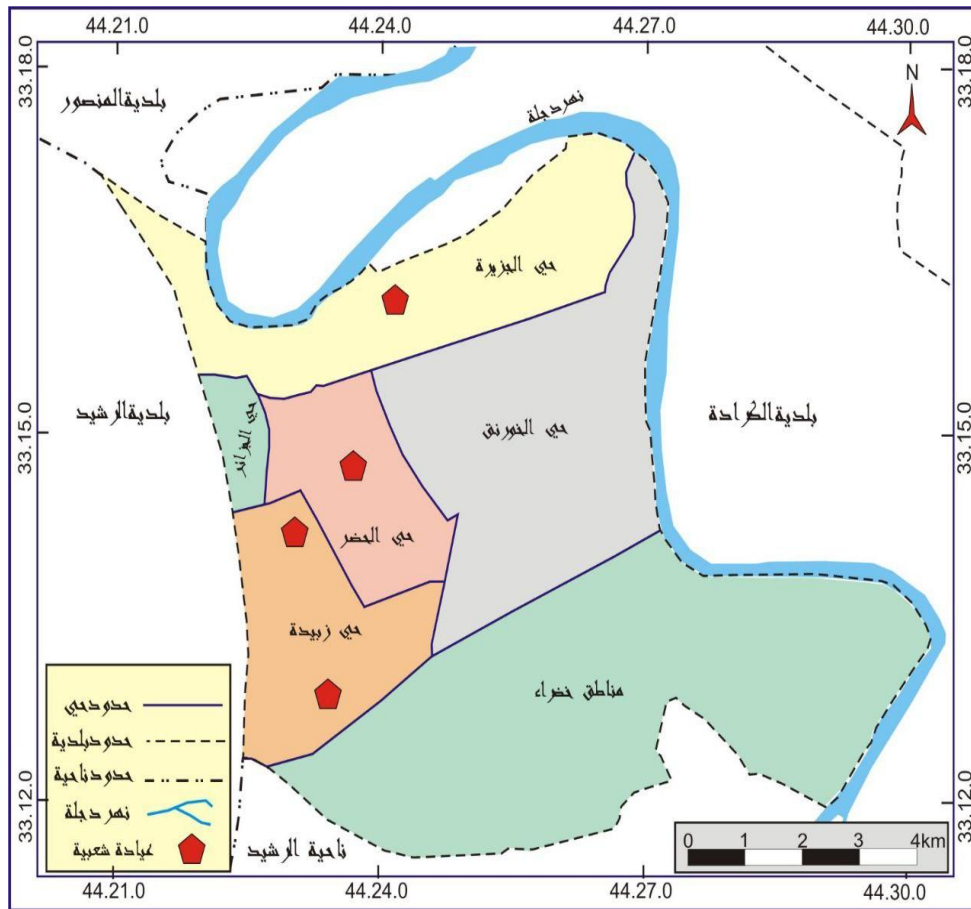 44.21.0 44.24.0 44.27.0 44.30.0
33.18.0
33.18.0
N
بلدية المنصور
نهر دجلة
حي الجزيرة
بلدية الرشيد
حي الجزائر
حي الخورنق
بلدية الكرادة
33.15.0
33.15.0
حي الحضر
حي زبيدة
مناطق خضراء
حدود حي
حدود بلدية
حدود ناحية
نهر دجلة
عيادة شعبية
33.12.0
33.12.0
ناحية الرشيد
0 1 2 3 4km
44.21.0 44.24.0 44.27.0 44.30.0